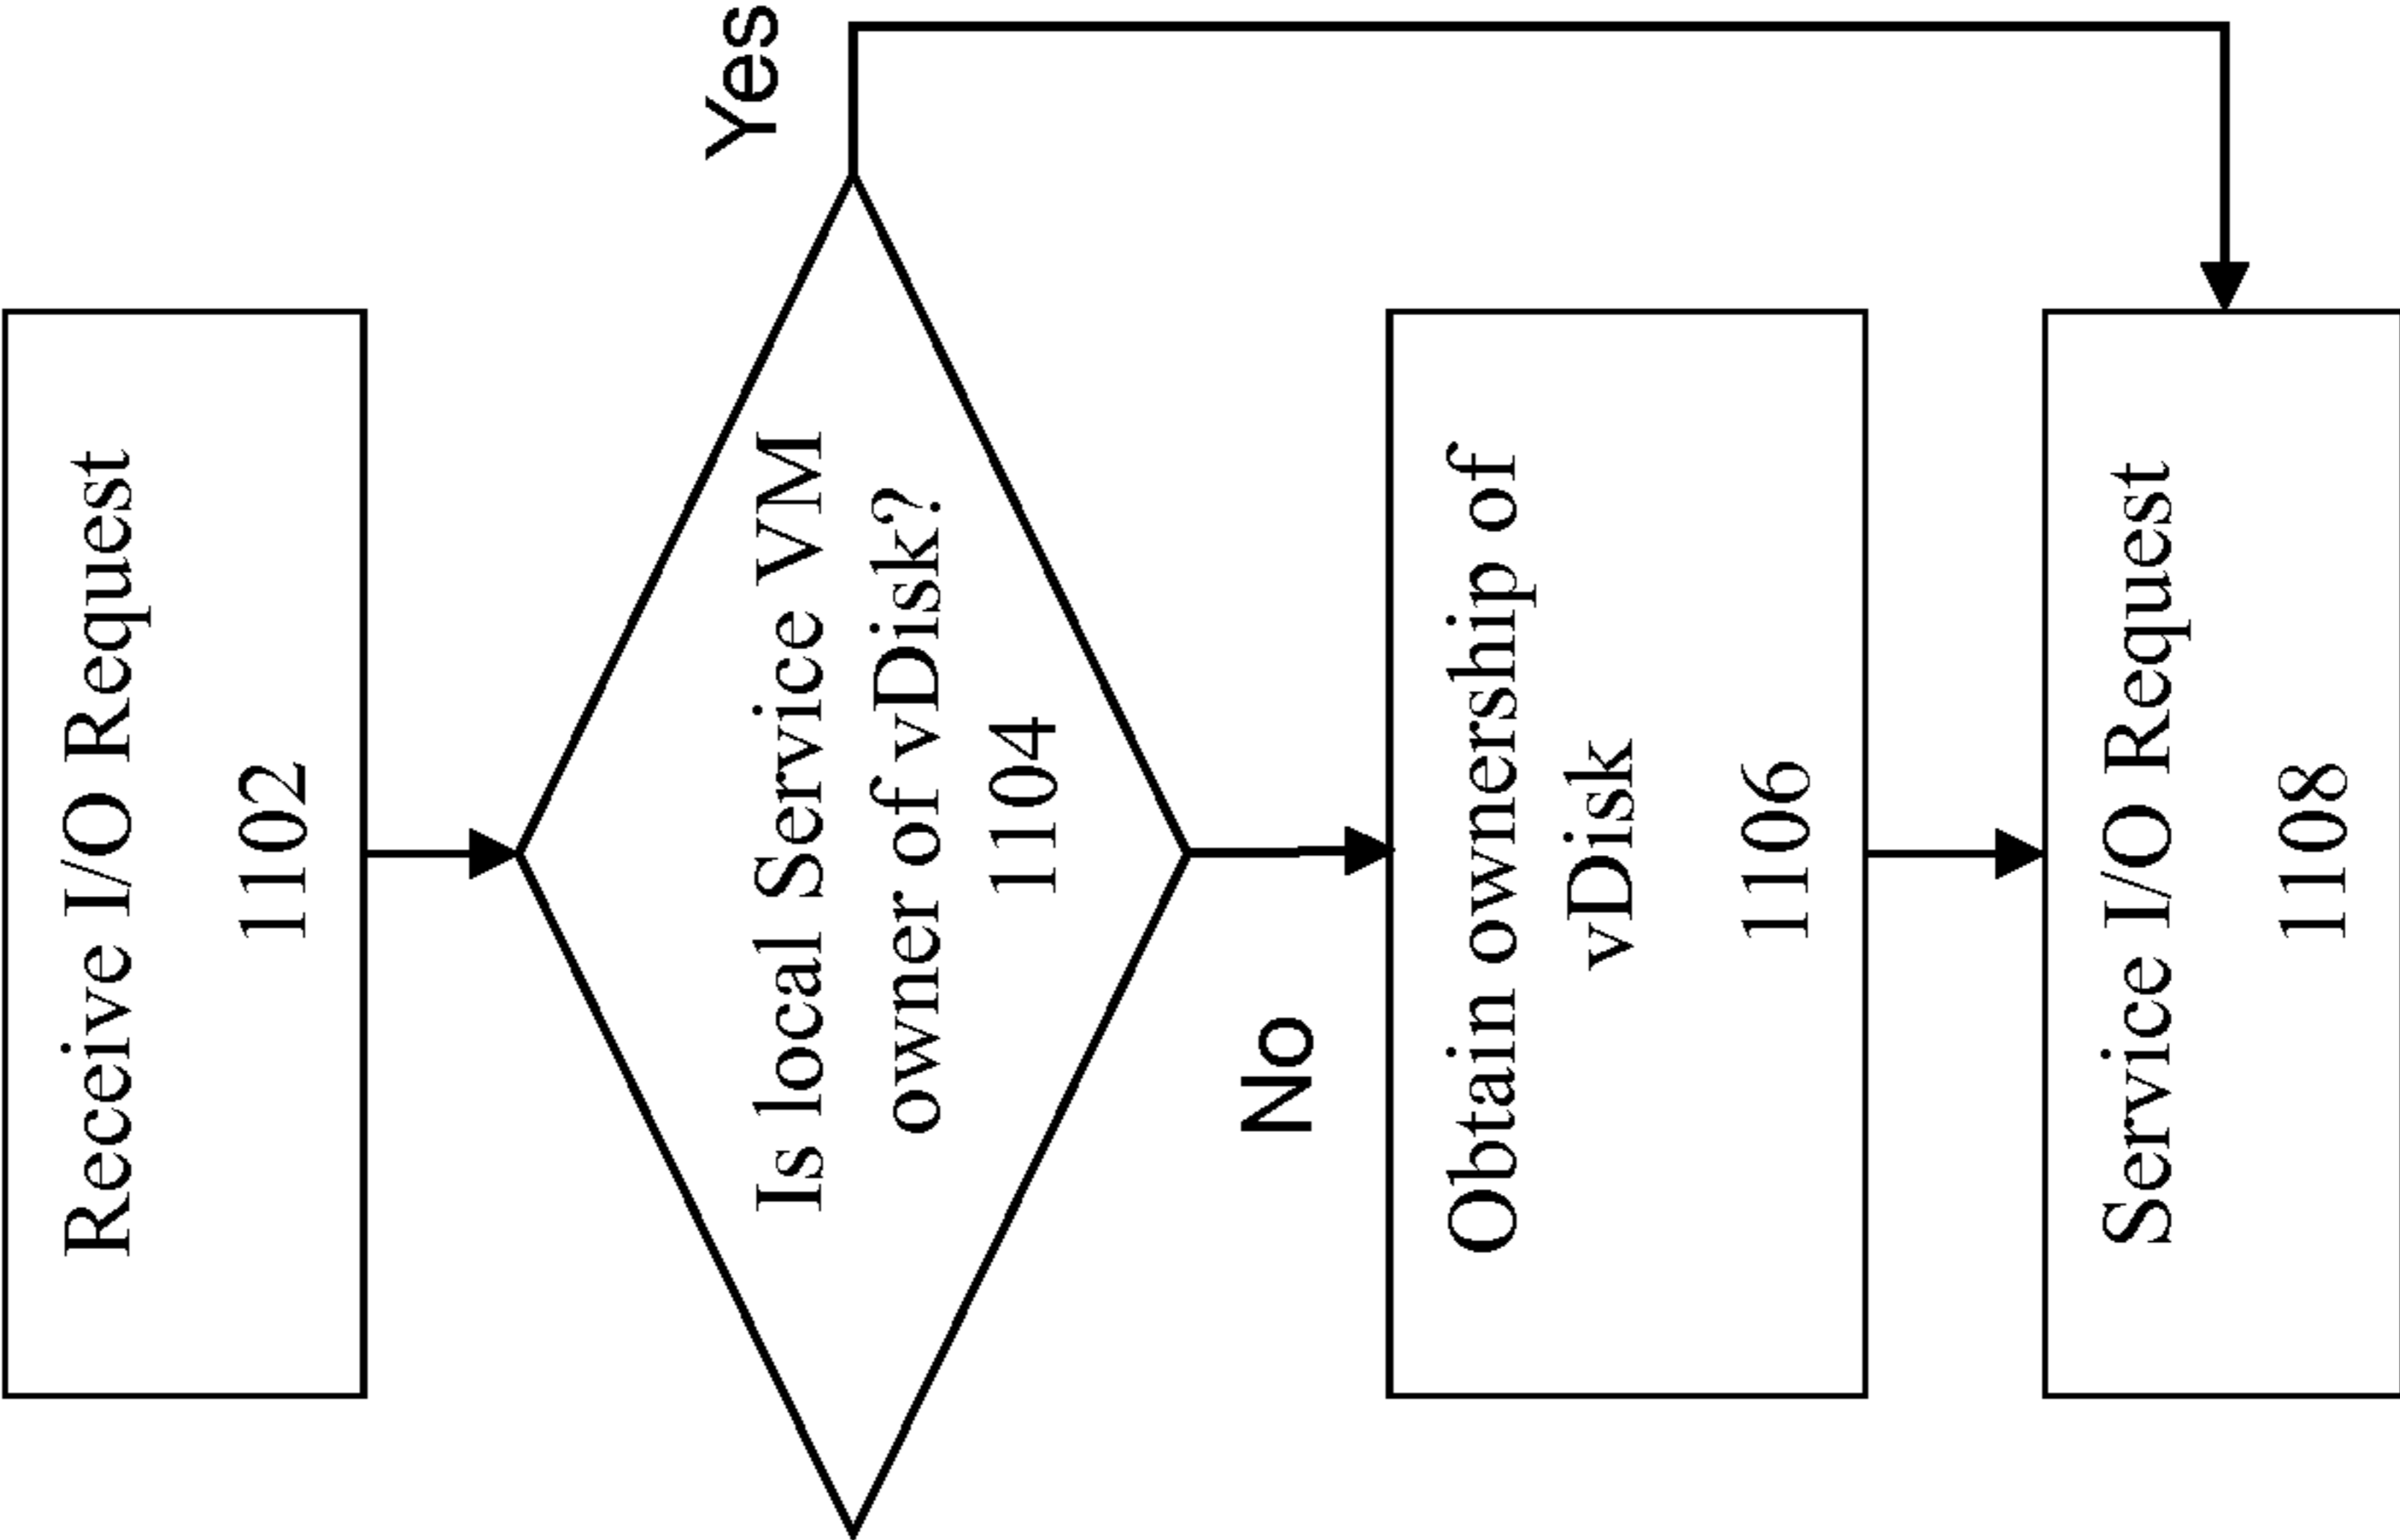 Receive I/O Request
1102
Is local Service VM
owner of vDisk?
1104
Yes
No
Obtain ownership of
vDisk
1106
Service I/O Request
1108